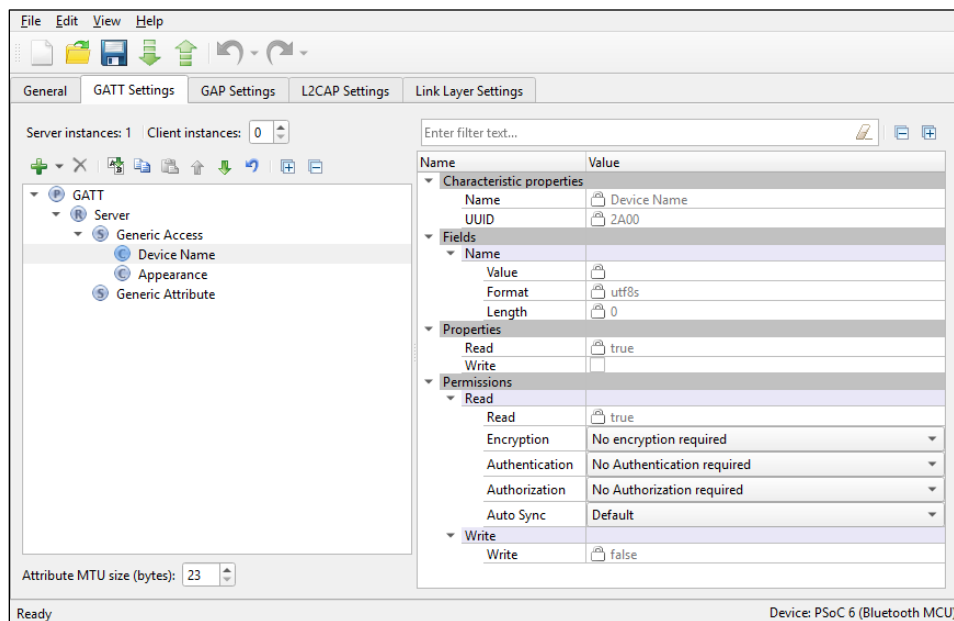 File Edit View Help
General GATT Settings GAP Settings L2CAP Settings Link Layer Settings
Server instances: 1 Client instances: 0
Enter filter text...
Name Value
P GATT
R Server
S Generic Access
C Device Name
C Appearance
S Generic Attribute
Characteristic properties
Name Device Name
UUID 2A00
Fields
Name
Value
Format utf8s
Length 0
Properties
Read true
Write
Permissions
Read
Read true
Encryption No encryption required
Authentication No Authentication required
Authorization No Authorization required
Auto Sync Default
Write
Write false
Attribute MTU size (bytes): 23
Ready Device: PSoC 6 (Bluetooth MCU)